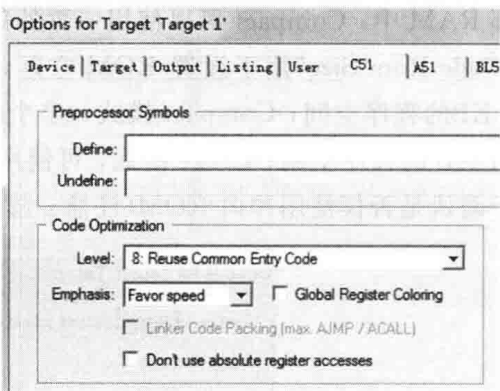 Options for Target 'Target 1'
Device Target Output Listing User C51 A51 BL5
Preprocessor Symbols
Define:
Undefine:
Code Optimization
Level: 8: Reuse Common Entry Code
Emphasis: Favor speed Global Register Coloring
Linker Code Packing (max. AJMP / ACALL)
Don't use absolute register accesses